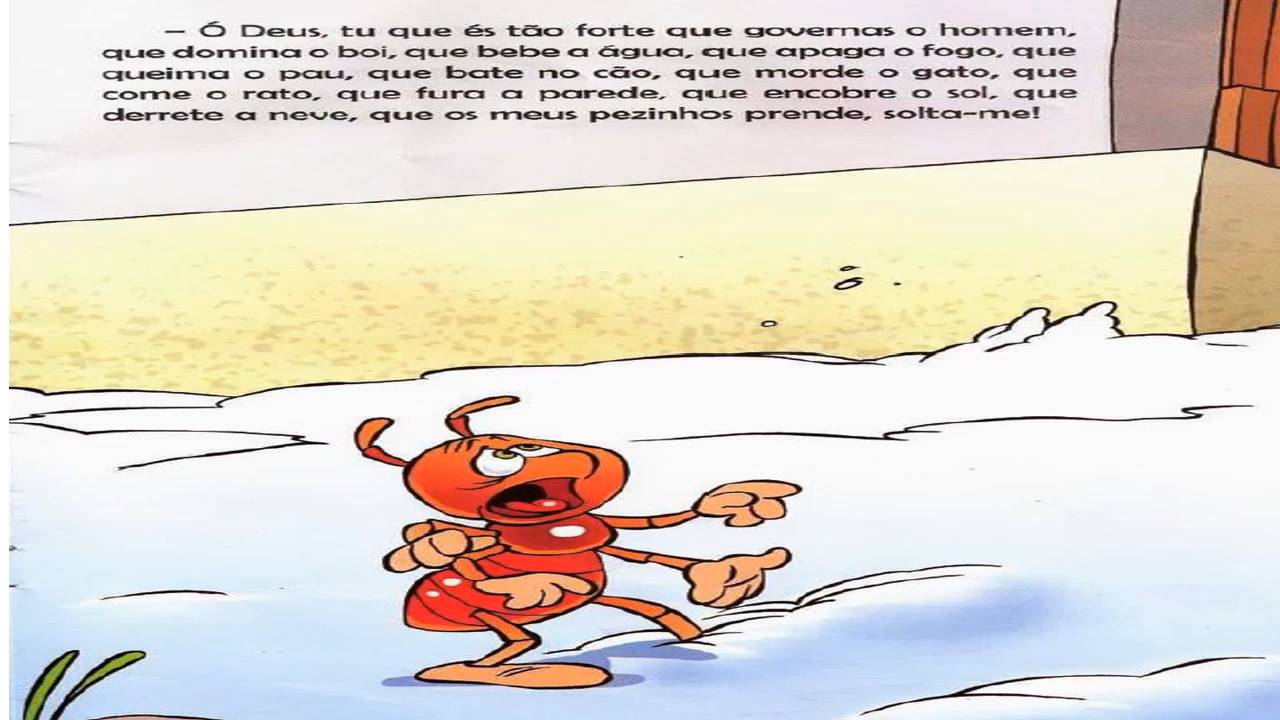 – Ó Deus, tu que és tão forte que governas o homem,
que domina o boi, que bebe a água, que apaga o fogo, que
queima o pau, que bate no cão, que morde o gato, que
come o rato, que fura a parede, que encobre o sol, que
derrete a neve, que os meus pezinhos prende, solta-me!